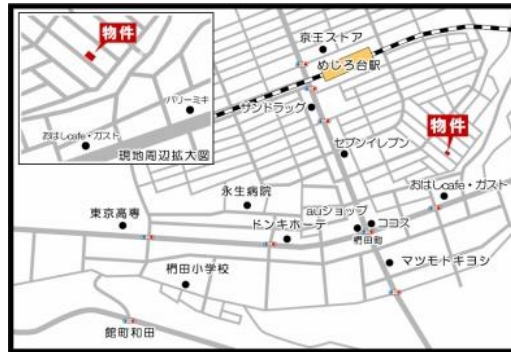 物件
パリーミキ
おはしcafe・ガスト
現地周辺拡大図
京王ストア
めじろ台駅
サンドラッグ
セブンイレブン
物件
おはしcafe・ガスト
永生病院
auショップ
ココス
東京高専
ドンキホーテ
椚田町
マツモトキヨシ
椚田小学校
館町和田